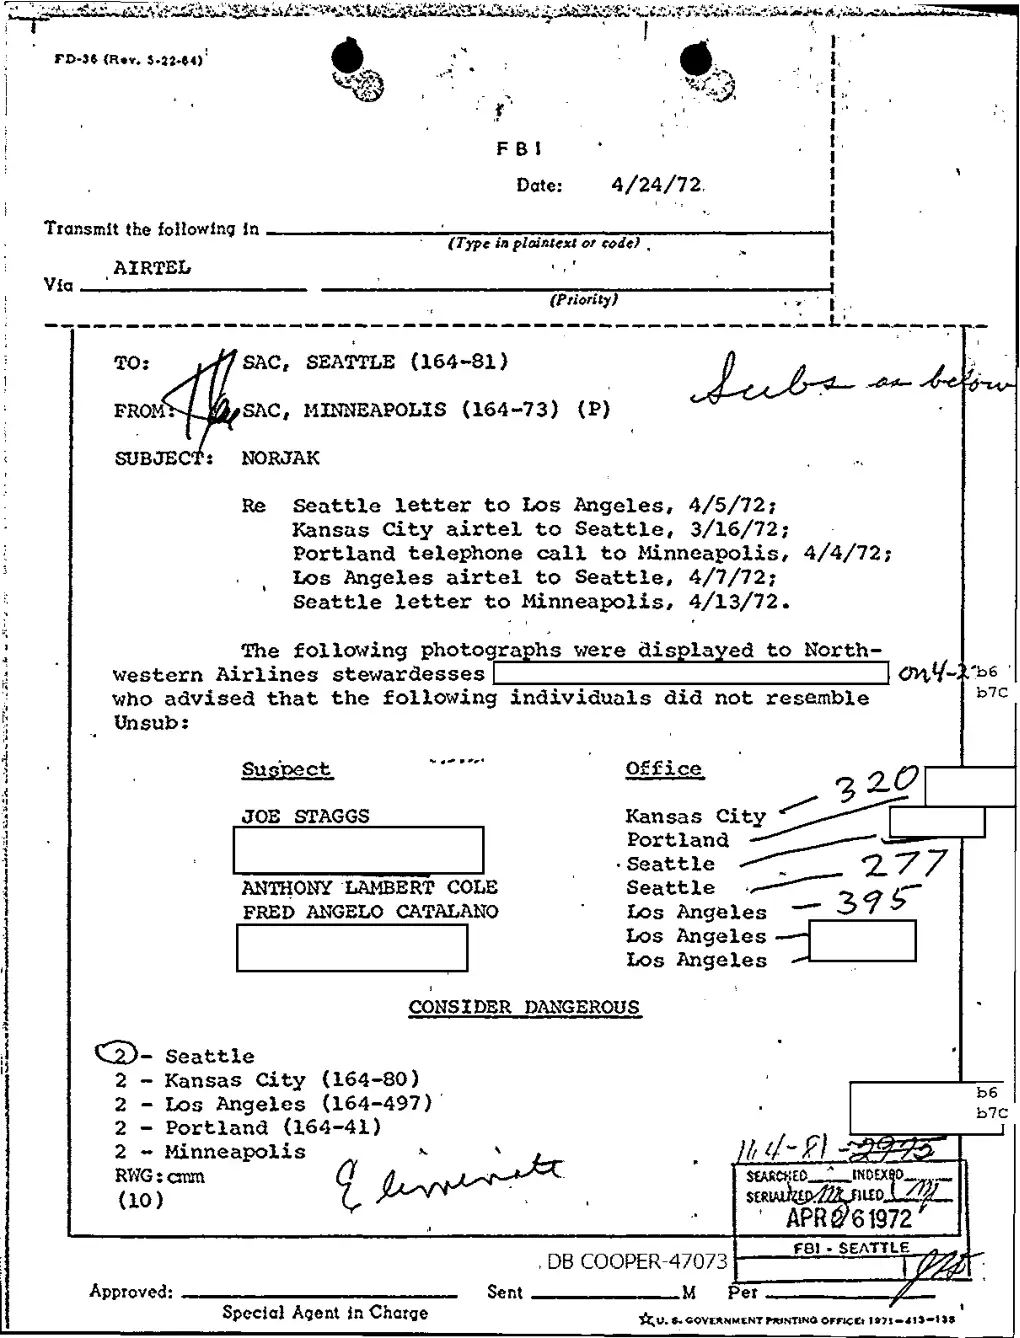 FD-36 (Rev. 5-22-64)
FBI
Date: 4/24/72
Transmit the following in
(Type in plaintext or code)
Via AIRTEL
(Priority)
TO: SAC, SEATTLE (164-81)
Subs as below
FROM: SAC, MINNEAPOLIS (164-73) (P)
SUBJECT: NORJAK
Re Seattle letter to Los Angeles, 4/5/72;
Kansas City airtel to Seattle, 3/16/72;
Portland telephone call to Minneapolis, 4/4/72;
Los Angeles airtel to Seattle, 4/7/72;
Seattle letter to Minneapolis, 4/13/72.
The following photographs were displayed to North-
western Airlines stewardesses on 4-2 b6
who advised that the following individuals did not resemble b7C
Unsub:
Suspect Office
JOE STAGGS Kansas City - 320
Portland
Seattle
ANTHONY LAMBERT COLE Seattle - 277
FRED ANGELO CATALANO Los Angeles - 395
Los Angeles
Los Angeles
CONSIDER DANGEROUS
2 - Seattle
2 - Kansas City (164-80)
2 - Los Angeles (164-497)
2 - Portland (164-41)
2 - Minneapolis
RWG:cmm
(10)
Eliminate
b6
b7C
164-81-2975
SEARCHED INDEXED
SERIALIZED FILED
APR 26 1972
FBI - SEATTLE
DB COOPER-47073
Approved: Sent M Per
Special Agent in Charge
U. S. GOVERNMENT PRINTING OFFICE: 1971-413-135